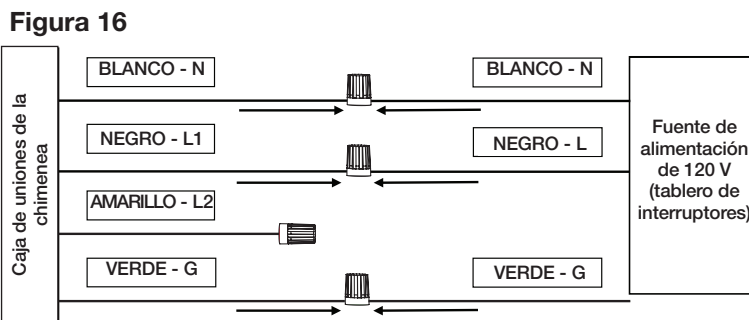 Figura 16
BLANCO - N
BLANCO - N
NEGRO - L1
NEGRO - L
AMARILLO - L2
VERDE - G
VERDE - G
Caja de uniones de la
chimenea
Fuente de
alimentación
de 120 V
(tablero de
interruptores)